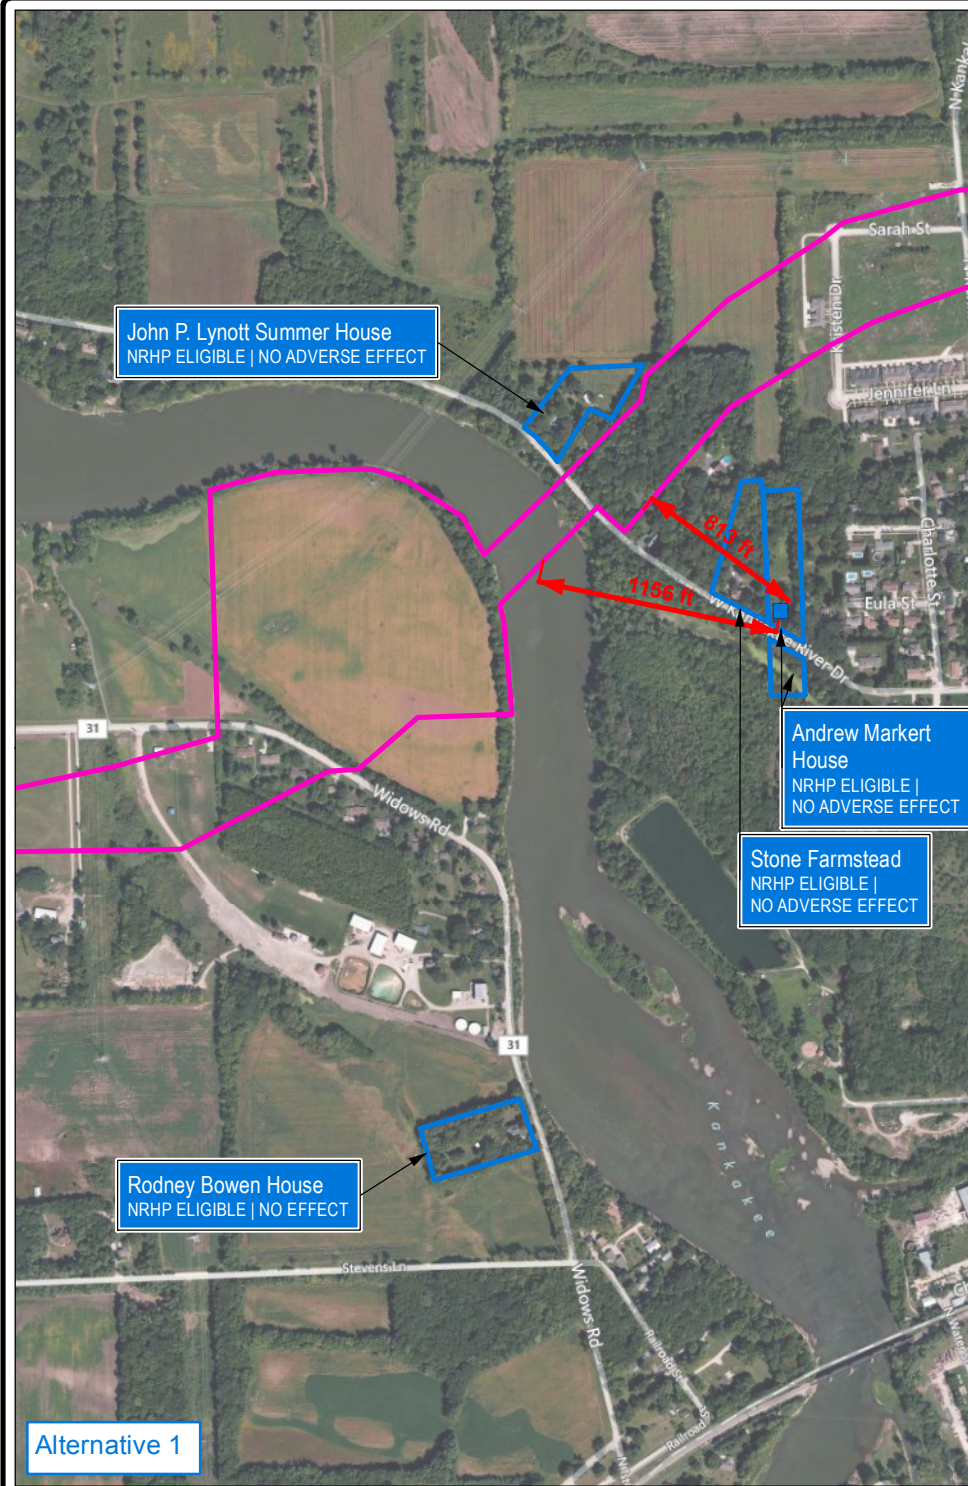 N Kankak
Sarah St
Kristen Dr
John P. Lynott Summer House
NRHP ELIGIBLE | NO ADVERSE EFFECT
Jennifer Ln
813 ft
Charlotte St
1156 ft
Eula St
River Dr
31
Andrew Markert
House
NRHP ELIGIBLE |
NO ADVERSE EFFECT
Widows Rd
Stone Farmstead
NRHP ELIGIBLE |
NO ADVERSE EFFECT
31
Kankakee
Rodney Bowen House
NRHP ELIGIBLE | NO EFFECT
Stevens Ln
Widows Rd
Railroad St
Railroad St
Alternative 1